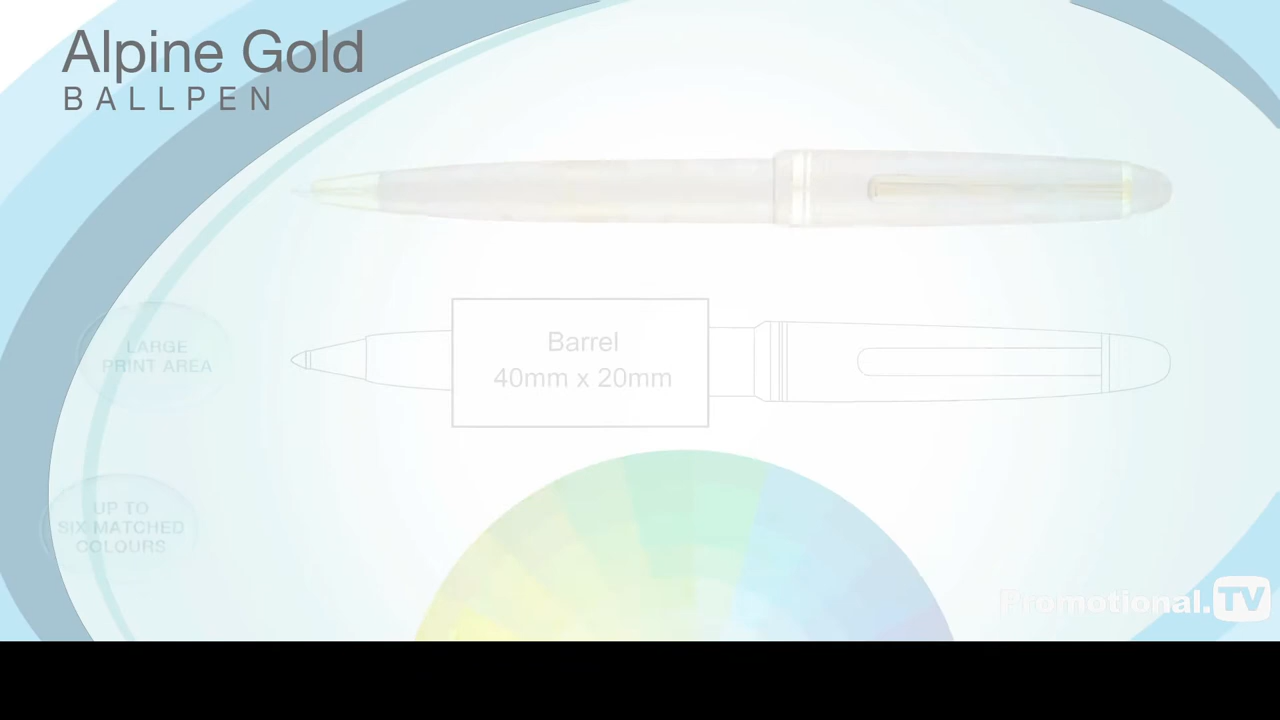 Alpine Gold
BALLPEN
Barrel
40mm x 20mm
LARGE
PRINT AREA
UP TO
SIX MATCHED
COLOURS
Promotional.TV